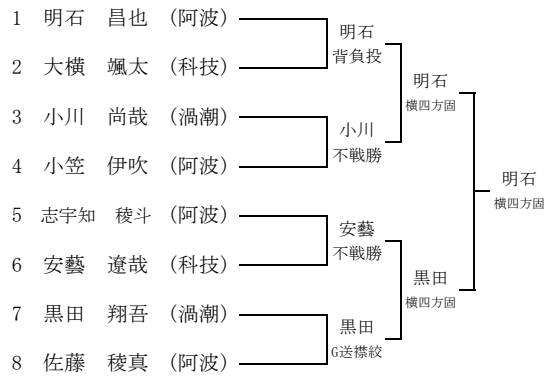 1 明石 昌也 (阿波)
2 大横 颯太 (科技)
3 小川 尚哉 (渦潮)
4 小笠 伊吹 (阿波)
5 志宇知 稜斗 (阿波)
6 安藝 遼哉 (科技)
7 黒田 翔吾 (渦潮)
8 佐藤 稜真 (阿波)
明石
背負投
小川
不戦勝
安藝
不戦勝
黒田
G送襟絞
明石
横四方固
黒田
横四方固
明石
横四方固